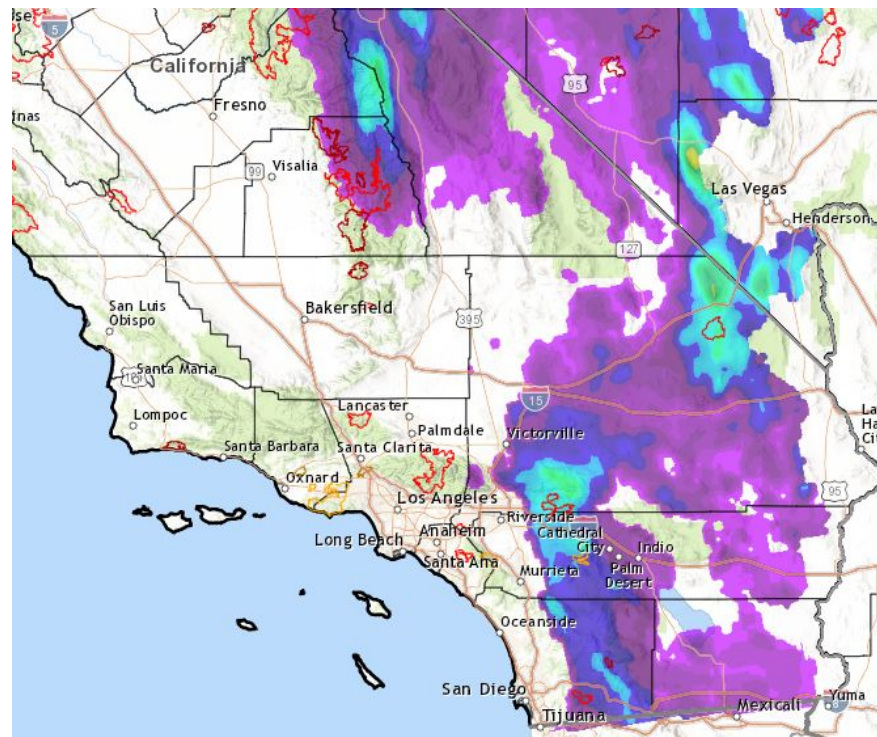 5
California
95
Fresno
Visalia
99
Las Vegas
Henderson
127
San Luis
Obispo
Bakersfield
395
Santa Maria
Lompoc
Lancaster
15
Palmdale
Victorville
Santa Barbara
Santa Clarita
Oxnard
95
Los Angeles
Riverside
Long Beach
Anaheim
Cathedral
City
Indio
Santa Ana
Palm
Desert
Murrieta
Oceanside
San Diego
Tijuana
Mexicali
Yuma
8